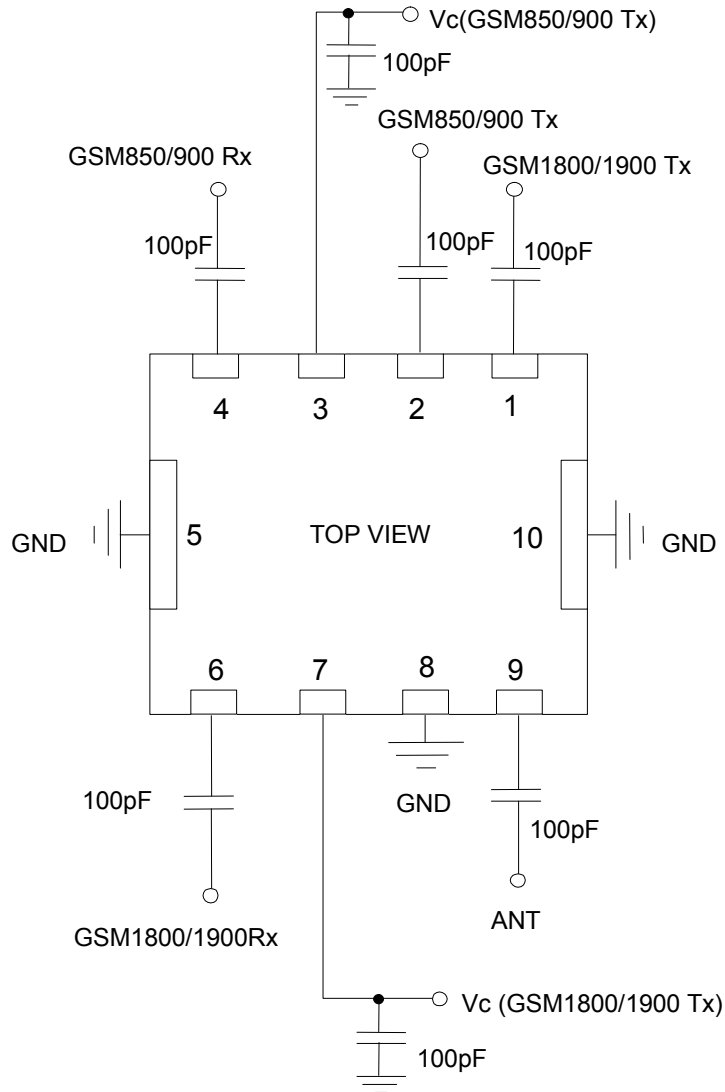 Vc(GSM850/900 Tx)
100pF
GSM850/900 Tx
GSM850/900 Rx
GSM1800/1900 Tx
100pF
100pF
100pF
4
3
2
1
GND
5
TOP VIEW
10
GND
6
7
8
9
100pF
GND
100pF
ANT
GSM1800/1900Rx
Vc (GSM1800/1900 Tx)
100pF